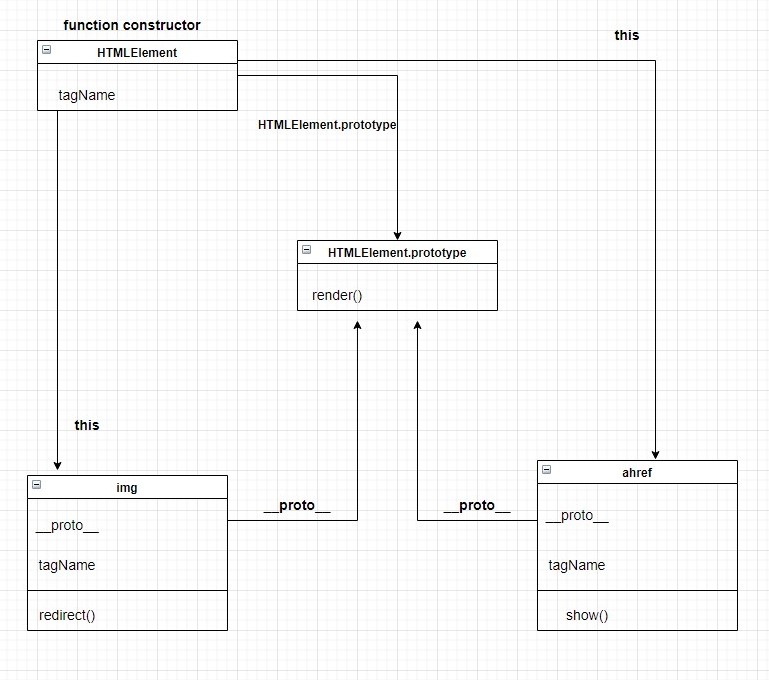 function constructor
this
HTMLElement
tagName
HTMLElement.prototype
HTMLElement.prototype
render()
this
img
__proto__
tagName
redirect()
__proto__
__proto__
ahref
__proto__
tagName
show()